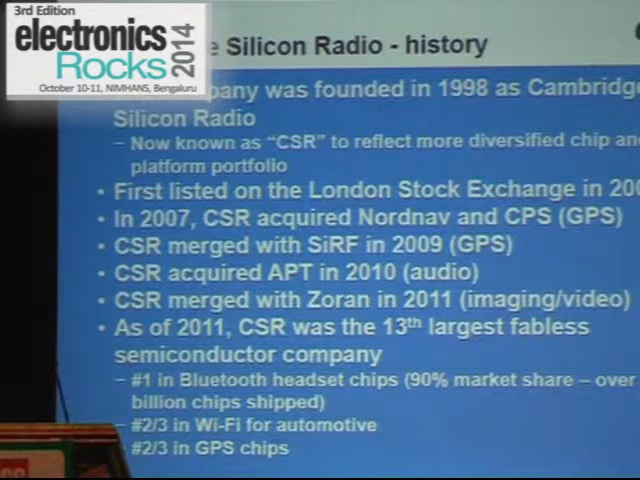 3rd Edition
electronics
Rocks 2014
October 10-11, NIMHANS, Bengaluru
e Silicon Radio - history
pany was founded in 1998 as Cambridge
Silicon Radio
– Now known as “CSR” to reflect more diversified chip and
platform portfolio
• First listed on the London Stock Exchange in 200
• In 2007, CSR acquired Nordnav and CPS (GPS)
• CSR merged with SiRF in 2009 (GPS)
• CSR acquired APT in 2010 (audio)
• CSR merged with Zoran in 2011 (imaging/video)
• As of 2011, CSR was the 13th largest fabless
semiconductor company
– #1 in Bluetooth headset chips (90% market share – over
billion chips shipped)
– #2/3 in Wi-Fi for automotive
– #2/3 in GPS chips